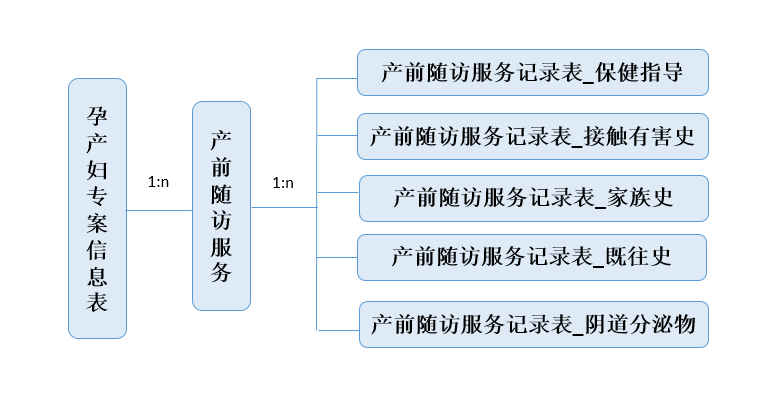 孕产妇专案信息表
1:n
产前随访服务
1:n
产前随访服务记录表_保健指导
产前随访服务记录表_接触有害史
产前随访服务记录表_家族史
产前随访服务记录表_既往史
产前随访服务记录表_阴道分泌物